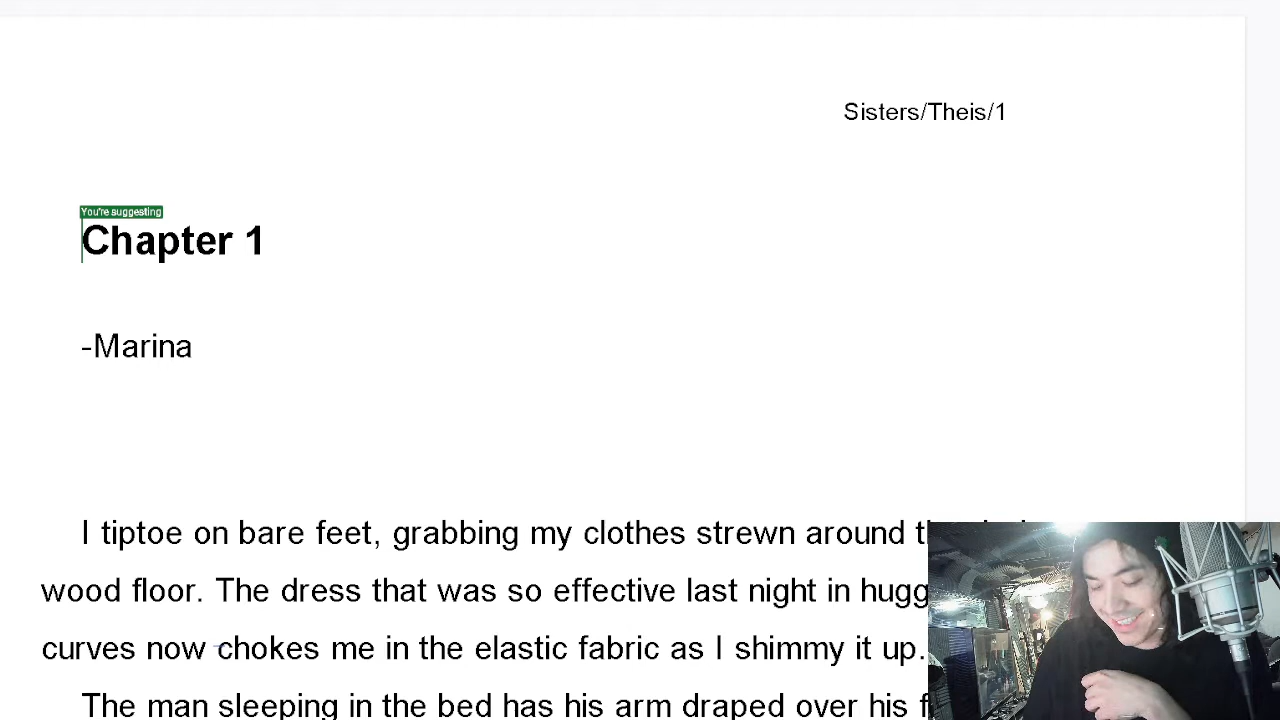 Sisters/Theis/1
You're suggesting
Chapter 1
-Marina
I tiptoe on bare feet, grabbing my clothes strewn around
wood floor. The dress that was so effective last night in
curves now chokes me in the elastic fabric as I shimmy it up.
The man sleeping in the bed has his arm draped over his